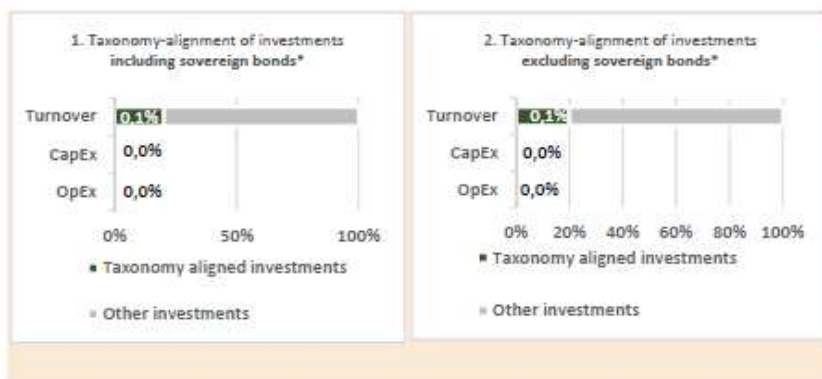 1. Taxonomy-alignment of investments
including sovereign bonds*
Turnover
0,1%
CapEx
0,0%
OpEx
0,0%
0%
50%
100%
Taxonomy aligned investments
Other investments
2. Taxonomy-alignment of investments
excluding sovereign bonds*
Turnover
0,1%
CapEx
0,0%
OpEx
0,0%
0%
20%
40%
60%
80%
100%
Taxonomy aligned investments
Other investments